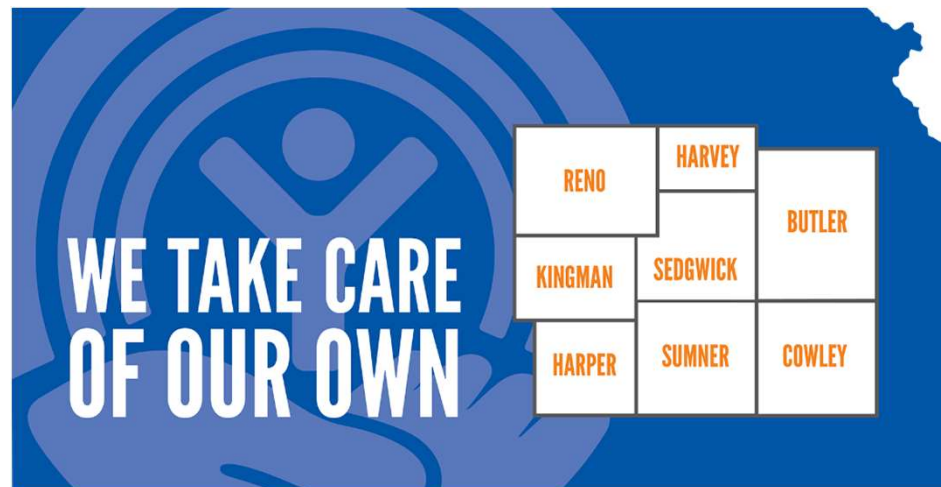 WE TAKE CARE
OF OUR OWN
RENO
HARVEY
BUTLER
KINGMAN
SEDGWICK
HARPER
SUMNER
COWLEY